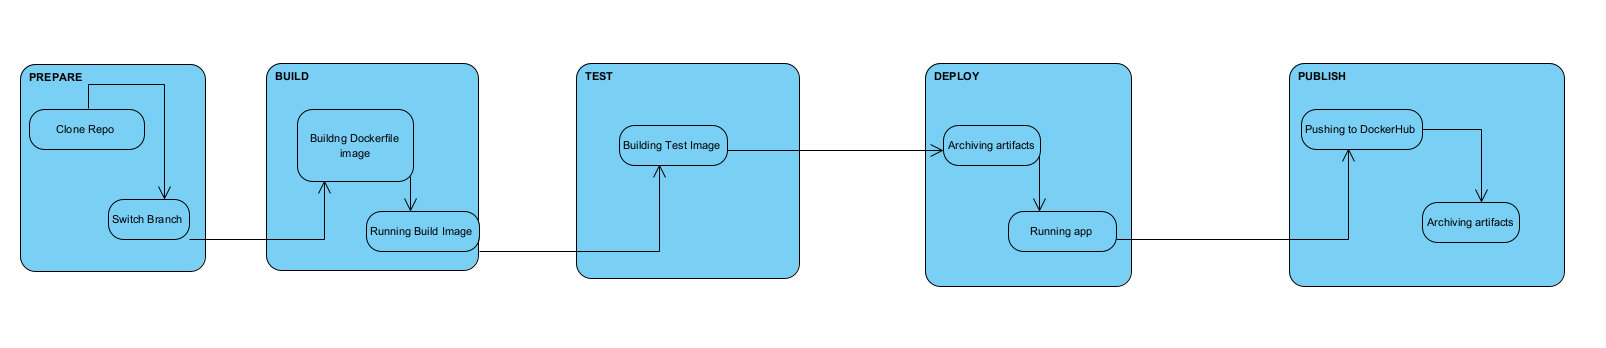 PREPARE
Clone Repo
Switch Branch
BUILD
Buildng Dockerfile
image
Running Build Image
TEST
Building Test Image
DEPLOY
Archiving artifacts
Running app
PUBLISH
Pushing to DockerHub
Archiving artifacts